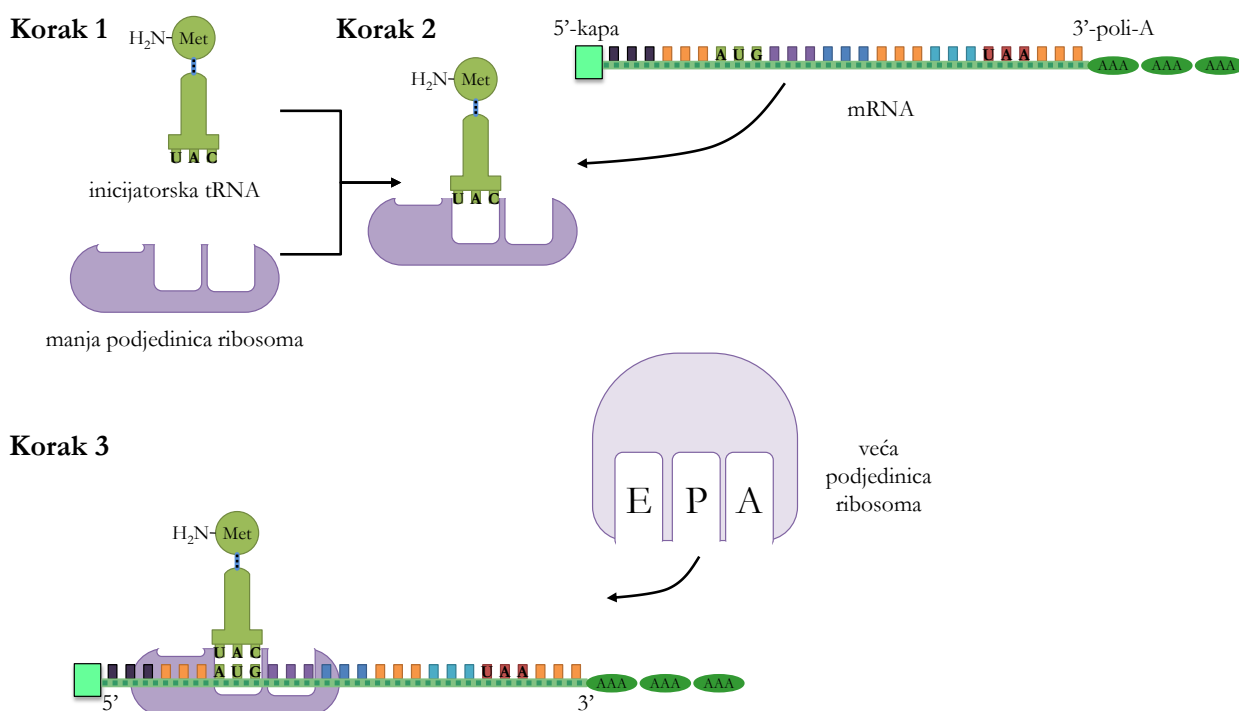 Korak 1
H₂N-
Met
U A C
inicijatorska tRNA
manja podjedinica ribosoma
Korak 2
H₂N-
Met
U A C
5'-kapa
3'-poli-A
A U G
U A A
AAA AAA AAA
mRNA
Korak 3
E P A
veća
podjedinica
ribosoma
H₂N-
Met
U A C
A U G
U A A
AAA AAA AAA
5'
3'